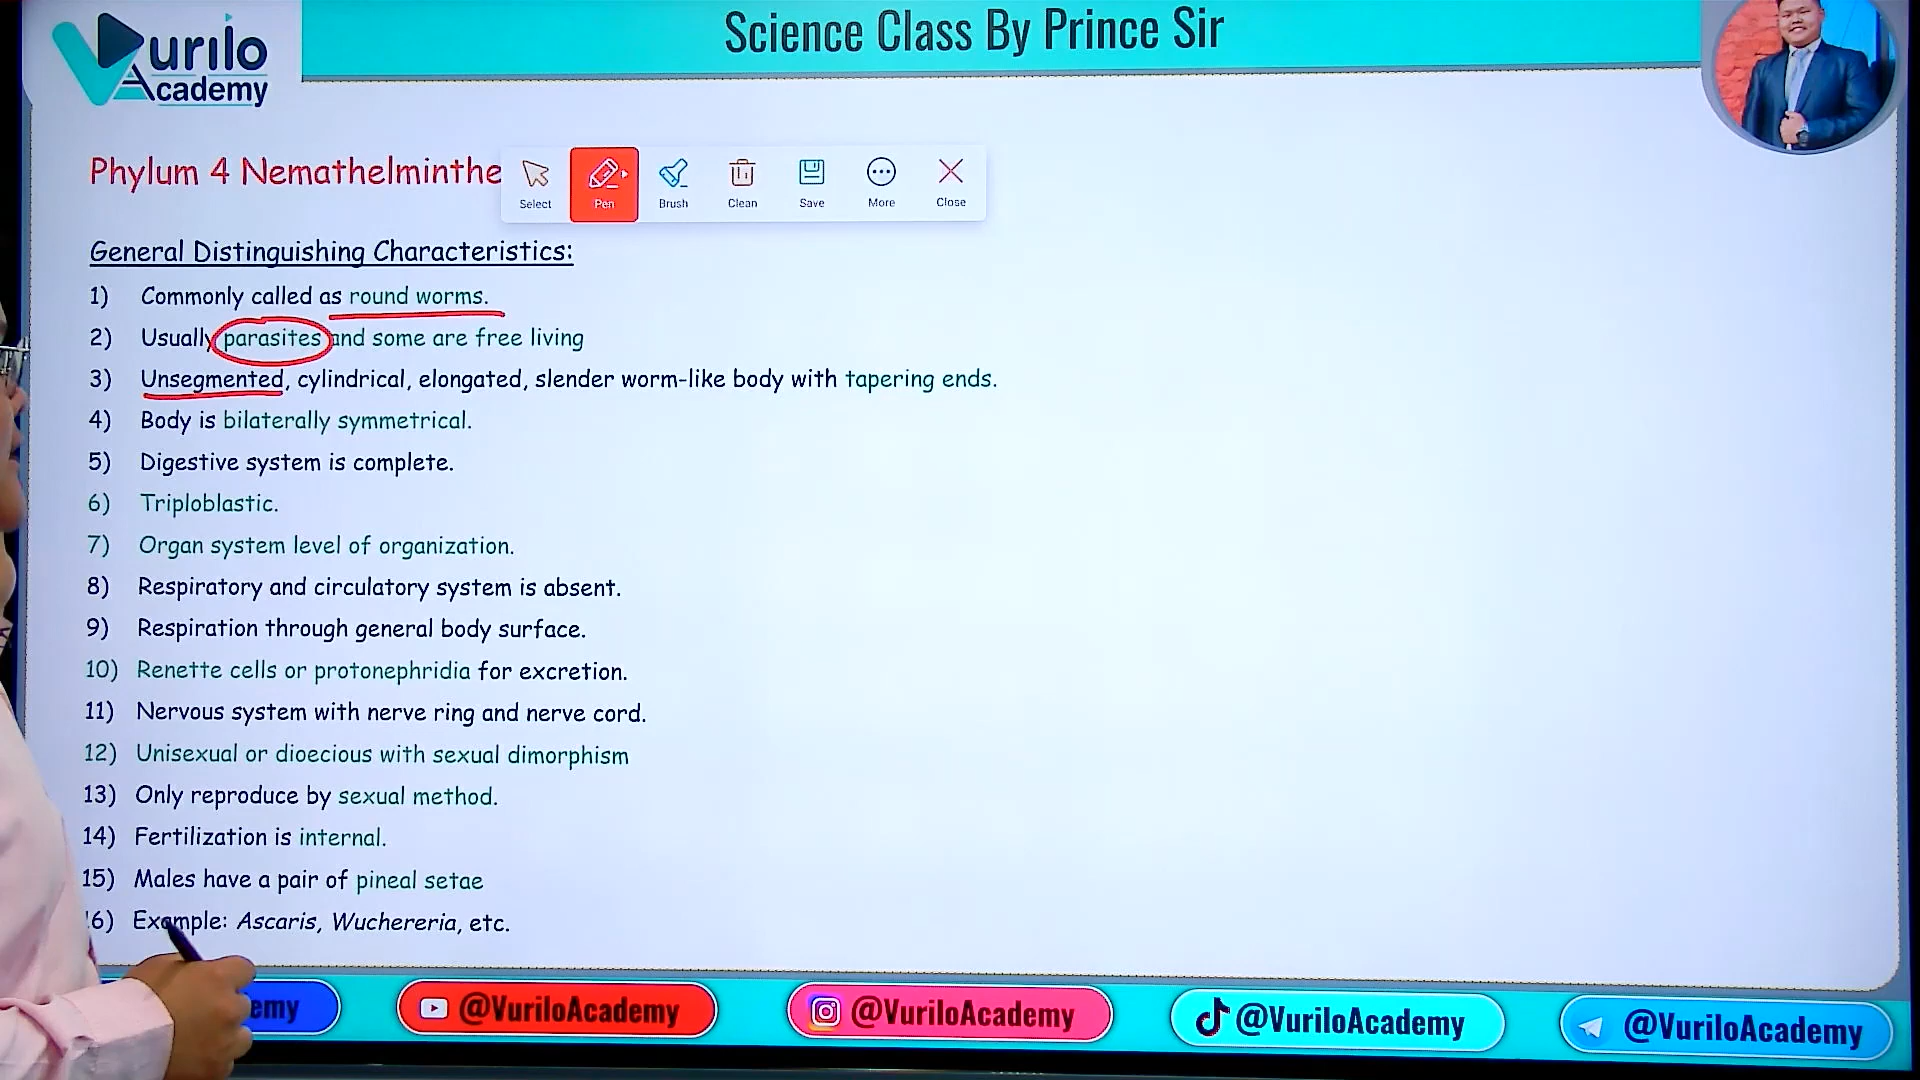 Vurilo
Academy
Science Class By Prince Sir
Phylum 4 Nemathelminthe
Select
Pen
Brush
Clean
Save
More
Close
General Distinguishing Characteristics:
1) Commonly called as round worms.
2) Usually parasites and some are free living
3) Unsegmented, cylindrical, elongated, slender worm-like body with tapering ends.
4) Body is bilaterally symmetrical.
5) Digestive system is complete.
6) Triploblastic.
7) Organ system level of organization.
8) Respiratory and circulatory system is absent.
9) Respiration through general body surface.
10) Renette cells or protonephridia for excretion.
11) Nervous system with nerve ring and nerve cord.
12) Unisexual or dioecious with sexual dimorphism
13) Only reproduce by sexual method.
14) Fertilization is internal.
15) Males have a pair of pineal setae
16) Example: Ascaris, Wuchereria, etc.
emy
@VuriloAcademy
@VuriloAcademy
@VuriloAcademy
@VuriloAcademy